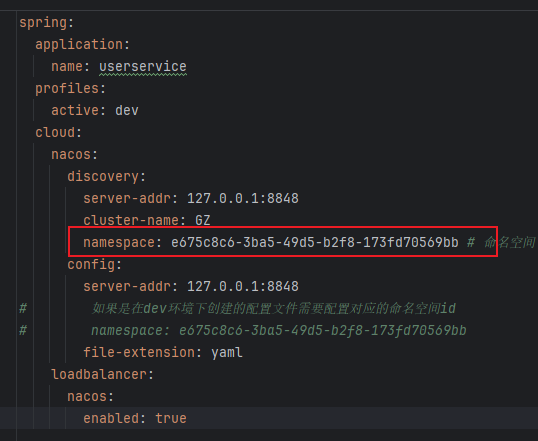 spring:
application:
name: userservice
profiles:
active: dev
cloud:
nacos:
discovery:
server-addr: 127.0.0.1:8848
cluster-name: GZ
namespace: e675c8c6-3ba5-49d5-b2f8-173fd70569bb # 命名空间
config:
server-addr: 127.0.0.1:8848
# 如果是在dev环境下创建的配置文件需要配置对应的命名空间id
# namespace: e675c8c6-3ba5-49d5-b2f8-173fd70569bb
file-extension: yaml
loadbalancer:
nacos:
enabled: true